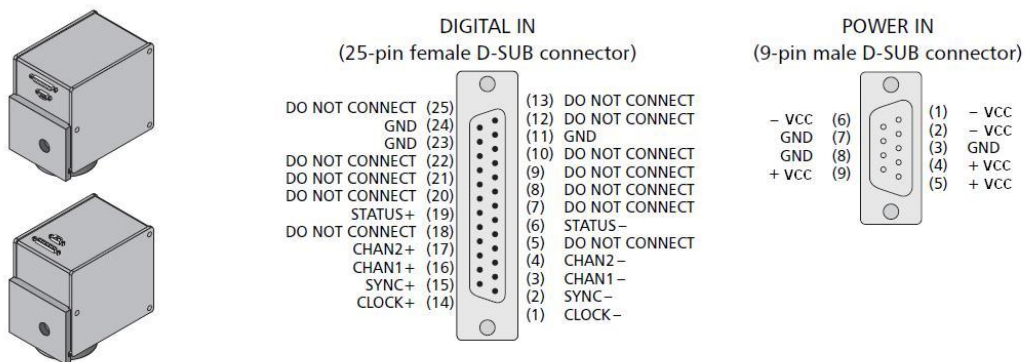 DIGITAL IN
(25-pin female D-SUB connector)
DO NOT CONNECT (25)
GND (24)
GND (23)
DO NOT CONNECT (22)
DO NOT CONNECT (21)
DO NOT CONNECT (20)
STATUS+ (19)
DO NOT CONNECT (18)
CHAN2+ (17)
CHAN1+ (16)
SYNC+ (15)
CLOCK+ (14)
(13) DO NOT CONNECT
(12) DO NOT CONNECT
(11) GND
(10) DO NOT CONNECT
(9) DO NOT CONNECT
(8) DO NOT CONNECT
(7) DO NOT CONNECT
(6) STATUS–
(5) DO NOT CONNECT
(4) CHAN2–
(3) CHAN1–
(2) SYNC–
(1) CLOCK–
POWER IN
(9-pin male D-SUB connector)
– VCC (6)
GND (7)
GND (8)
+ VCC (9)
(1) – VCC
(2) – VCC
(3) GND
(4) + VCC
(5) + VCC